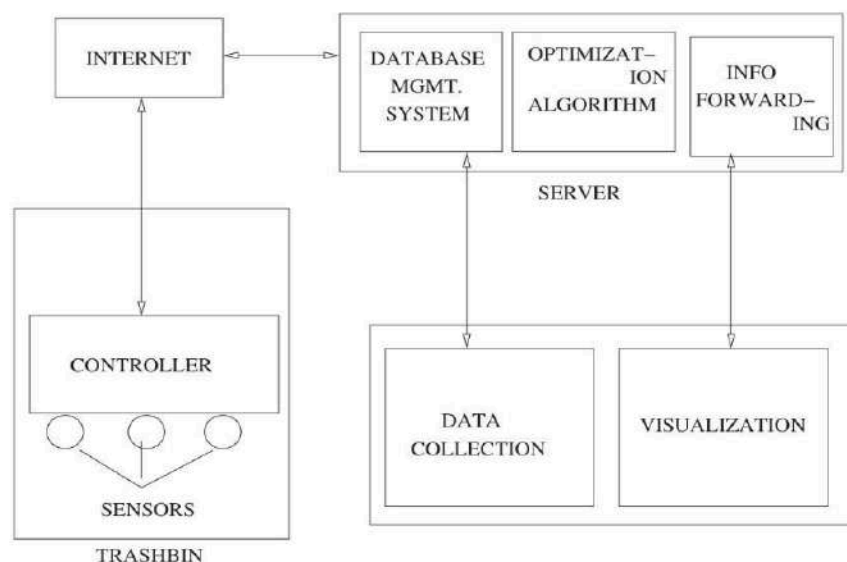 INTERNET
DATABASE
MGMT.
SYSTEM
OPTIMIZAT-
ION
ALGORITHM
INFO
FORWARD-
ING
SERVER
CONTROLLER
SENSORS
TRASHBIN
DATA
COLLECTION
VISUALIZATION